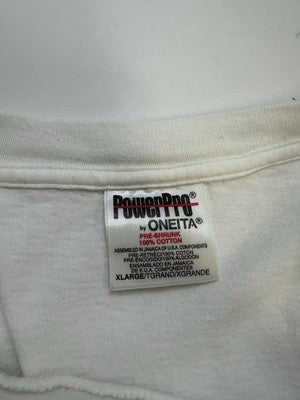 PowerPro®
by ONEITA®
PRE-SHRUNK
100% COTTON
ASSEMBLED IN JAMAICA OF U.S.A. COMPONENTS
PRE-RETRECI/100% COTON
PRE-ENCOGIDO/100% ALGODON
ENSAMBLADO EN JAMAICA
DE E.U.A. COMPONENTES
XLARGE/TGRAND/XGRANDE